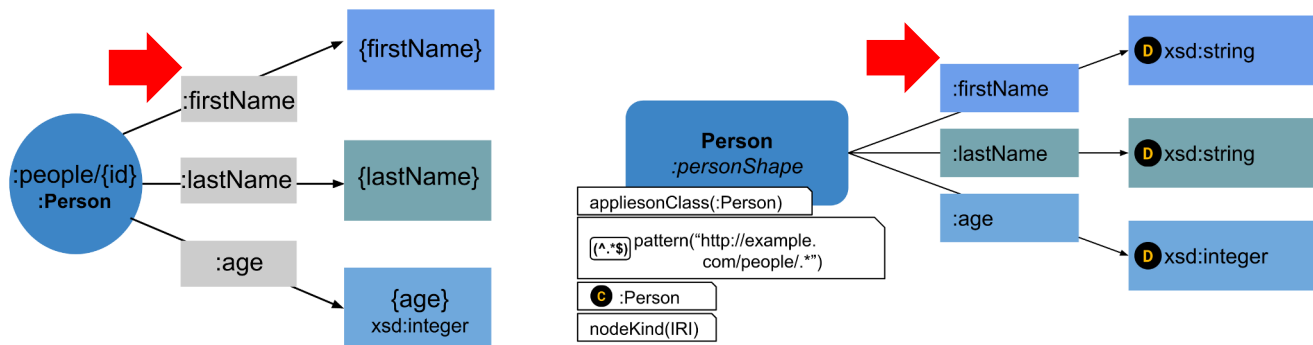 {firstName}
:firstName
:people/{id}
:Person
:lastName
{lastName}
:age
{age}
xsd:integer
:firstName
D xsd:string
Person
:personShape
:lastName
D xsd:string
appliesonClass(:Person)
:age
(^.*$) pattern(“http://example.
com/people/.*”)
D xsd:integer
C :Person
nodeKind(IRI)